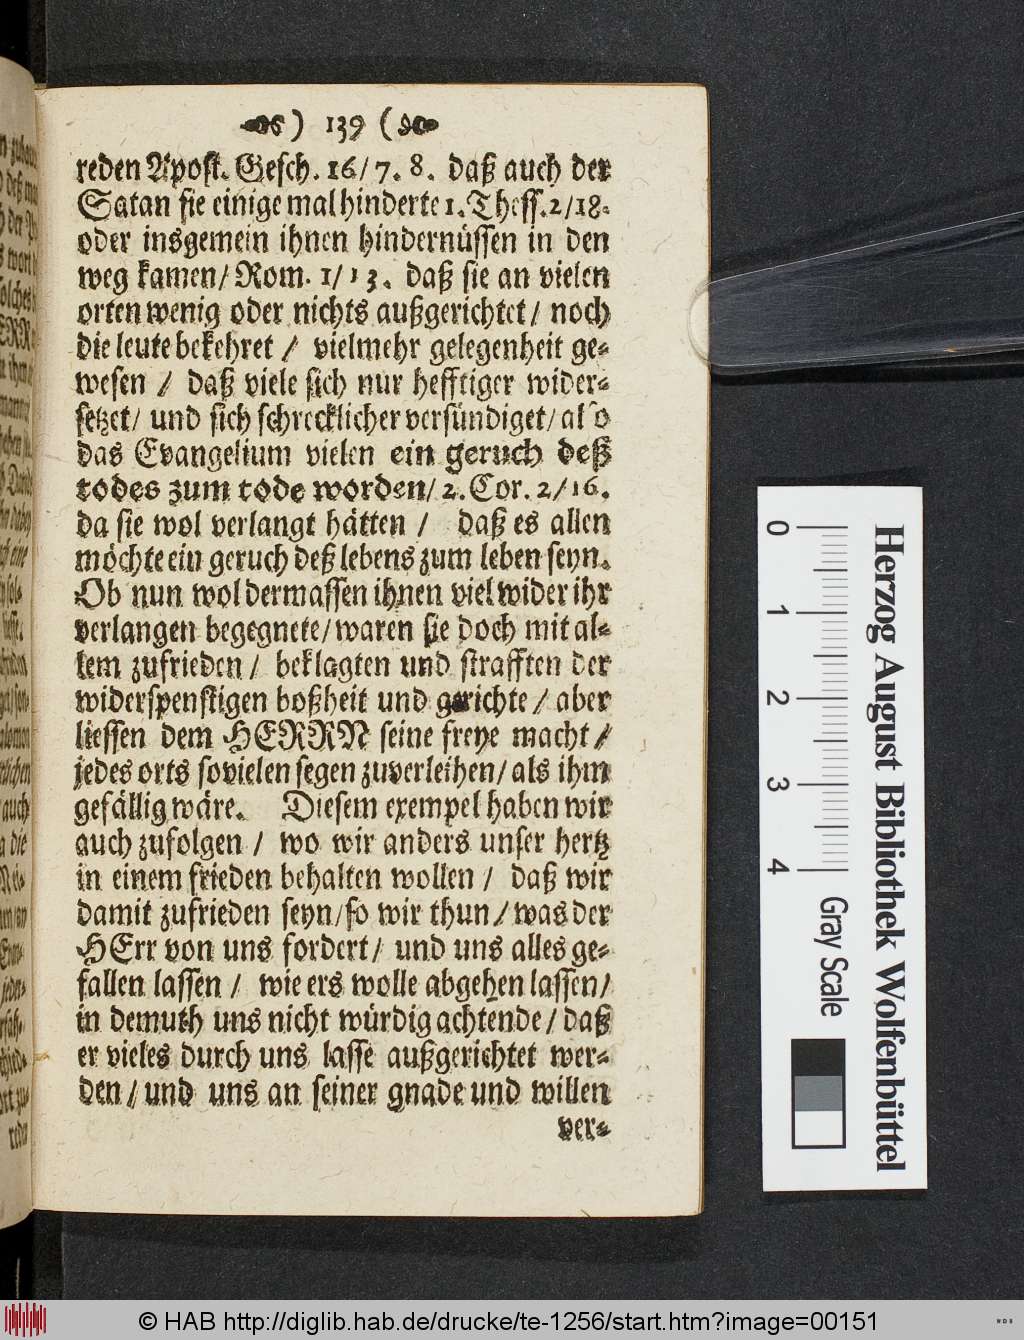 ) 139 (
reden Apost. Gesch. 16/7. 8. daß auch der
Satan sie einige mal hinderte 1. Thess. 2/18.
oder insgemein ihnen hindernüssen in den
weg kamen/ Rom. 1/13. daß sie an vielen
orten wenig oder nichts außgerichtet/ noch
die leute bekehret/ vielmehr gelegenheit ge-
wesen/ daß viele sich nur hefftiger wider-
setzet/ und sich schrecklicher versündiget/ also
das Evangelium vielen ein geruch deß
todes zum tode worden/ 2. Cor. 2/16.
da sie wol verlangt hätten/ daß es allen
möchte ein geruch deß lebens zum leben seyn.
Ob nun wol dermassen ihnen viel wider ihr
verlangen begegnete/ waren sie doch mit al-
lem zufrieden/ beklagten und strafften der
widerspenstigen boßheit und gerichte/ aber
liessen dem HERRN seine freye macht/
jedes orts so vielen segen zuverleihen/ als ihm
gefällig wäre. Diesem exempel haben wir
auch zufolgen/ wo wir anders unser hertz
in einem frieden behalten wollen/ daß wir
damit zufrieden seyn/ so wir thun/ was der
HErr von uns fordert/ und uns alles ge-
fallen lassen/ wie ers wolle abgehen lassen/
in demuth uns nicht würdig achtende/ daß
er vieles durch uns lasse außgerichtet wer-
den/ und uns an seiner gnade und willen
ver-
Herzog August Bibliothek Wolfenbüttel
0 1 2 3 4
Gray Scale
© HAB http://diglib.hab.de/drucke/te-1256/start.htm?image=00151